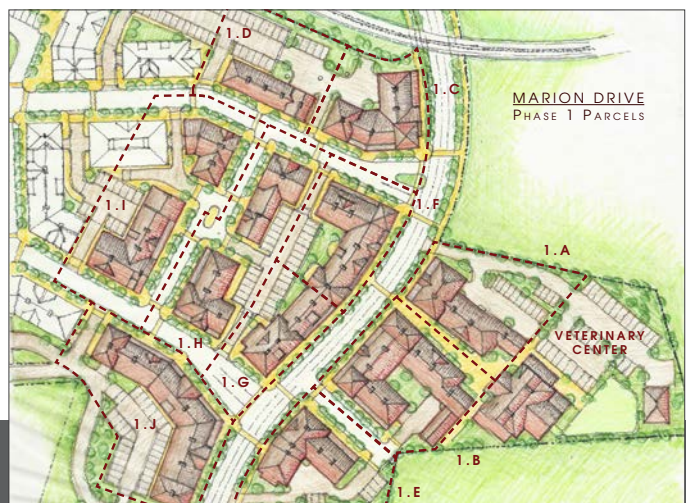 1.D
1.C
MARION DRIVE
PHASE 1 PARCELS
1.I
1.F
1.A
VETERINARY
CENTER
1.H
1.G
1.J
1.B
1.E